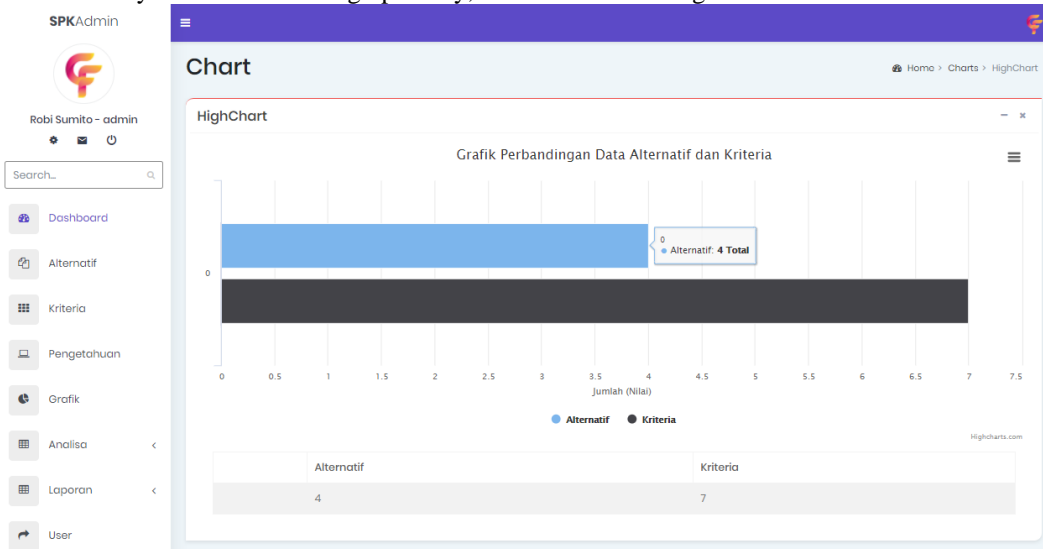 SPKAdmin
Robi Sumito - admin
Search...
Dashboard
Alternatif
Kriteria
Pengetahuan
Grafik
Analisa
Laporan
User
Chart
Home > Charts > HighChart
HighChart
Grafik Perbandingan Data Alternatif dan Kriteria
0
Alternatif: 4 Total
0
0 0.5 1 1.5 2 2.5 3 3.5 4 4.5 5 5.5 6 6.5 7 7.5
Jumlah (Nilai)
Alternatif Kriteria
Highcharts.com
Alternatif Kriteria
4 7